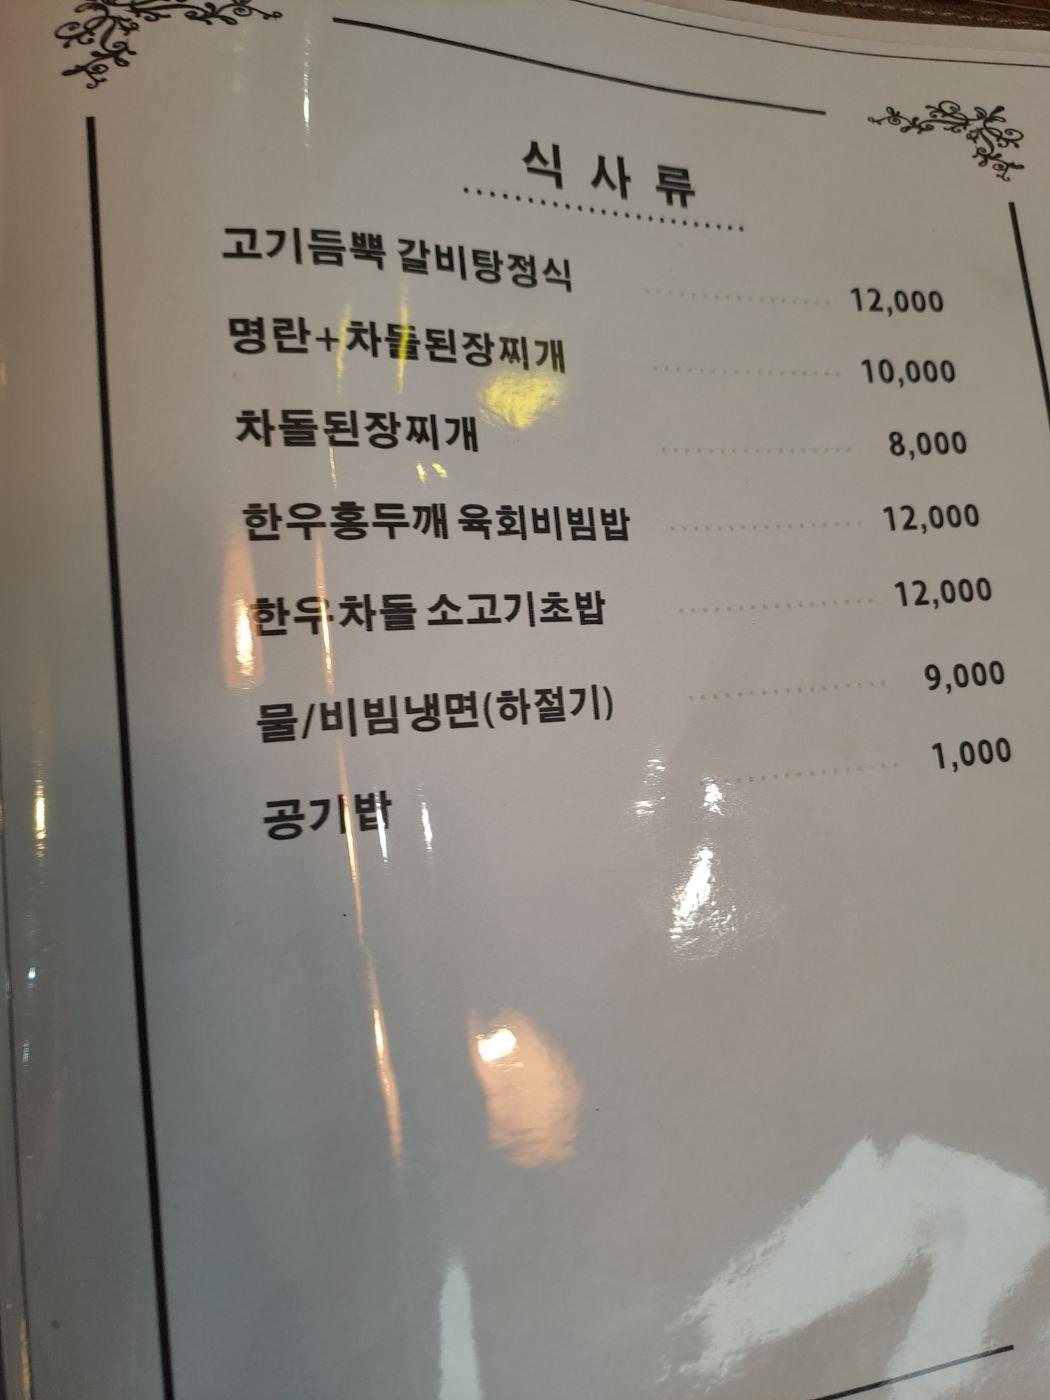 식사류
고기듬뿍 갈비탕정식 12,000
명란+차돌된장찌개 10,000
차돌된장찌개 8,000
한우홍두깨 육회비빔밥 12,000
한우차돌 소고기초밥 12,000
물/비빔냉면(하절기) 9,000
공기밥 1,000